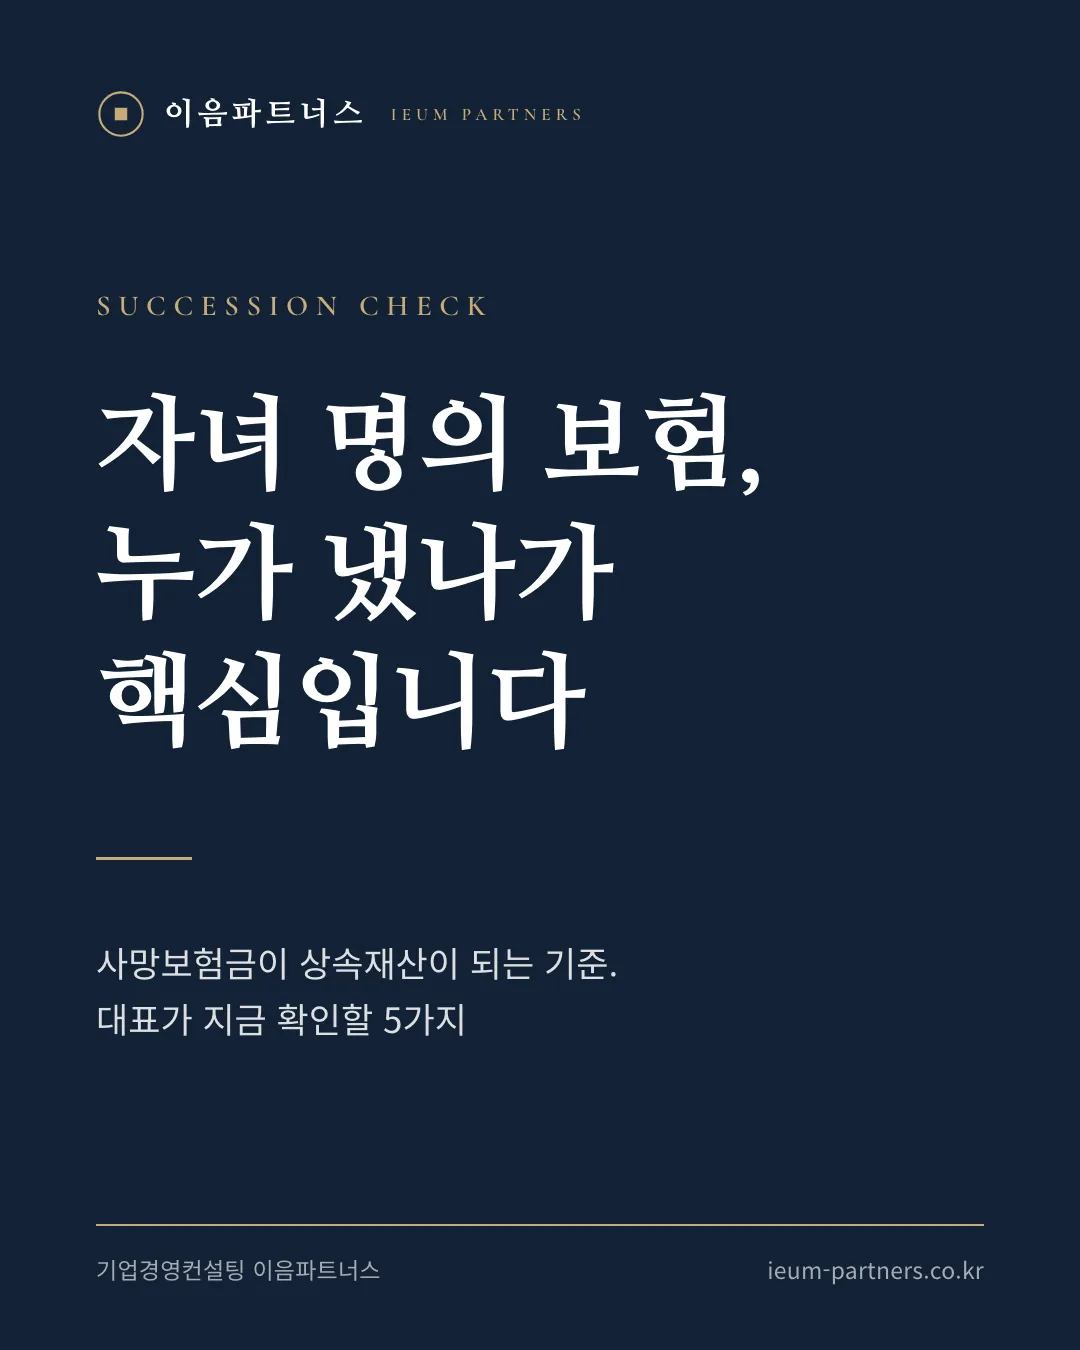 이음파트너스 IEUM PARTNERS
SUCCESSION CHECK
자녀 명의 보험,
누가 냈나가
핵심입니다
사망보험금이 상속재산이 되는 기준.
대표가 지금 확인할 5가지
기업경영컨설팅 이음파트너스
ieum-partners.co.kr